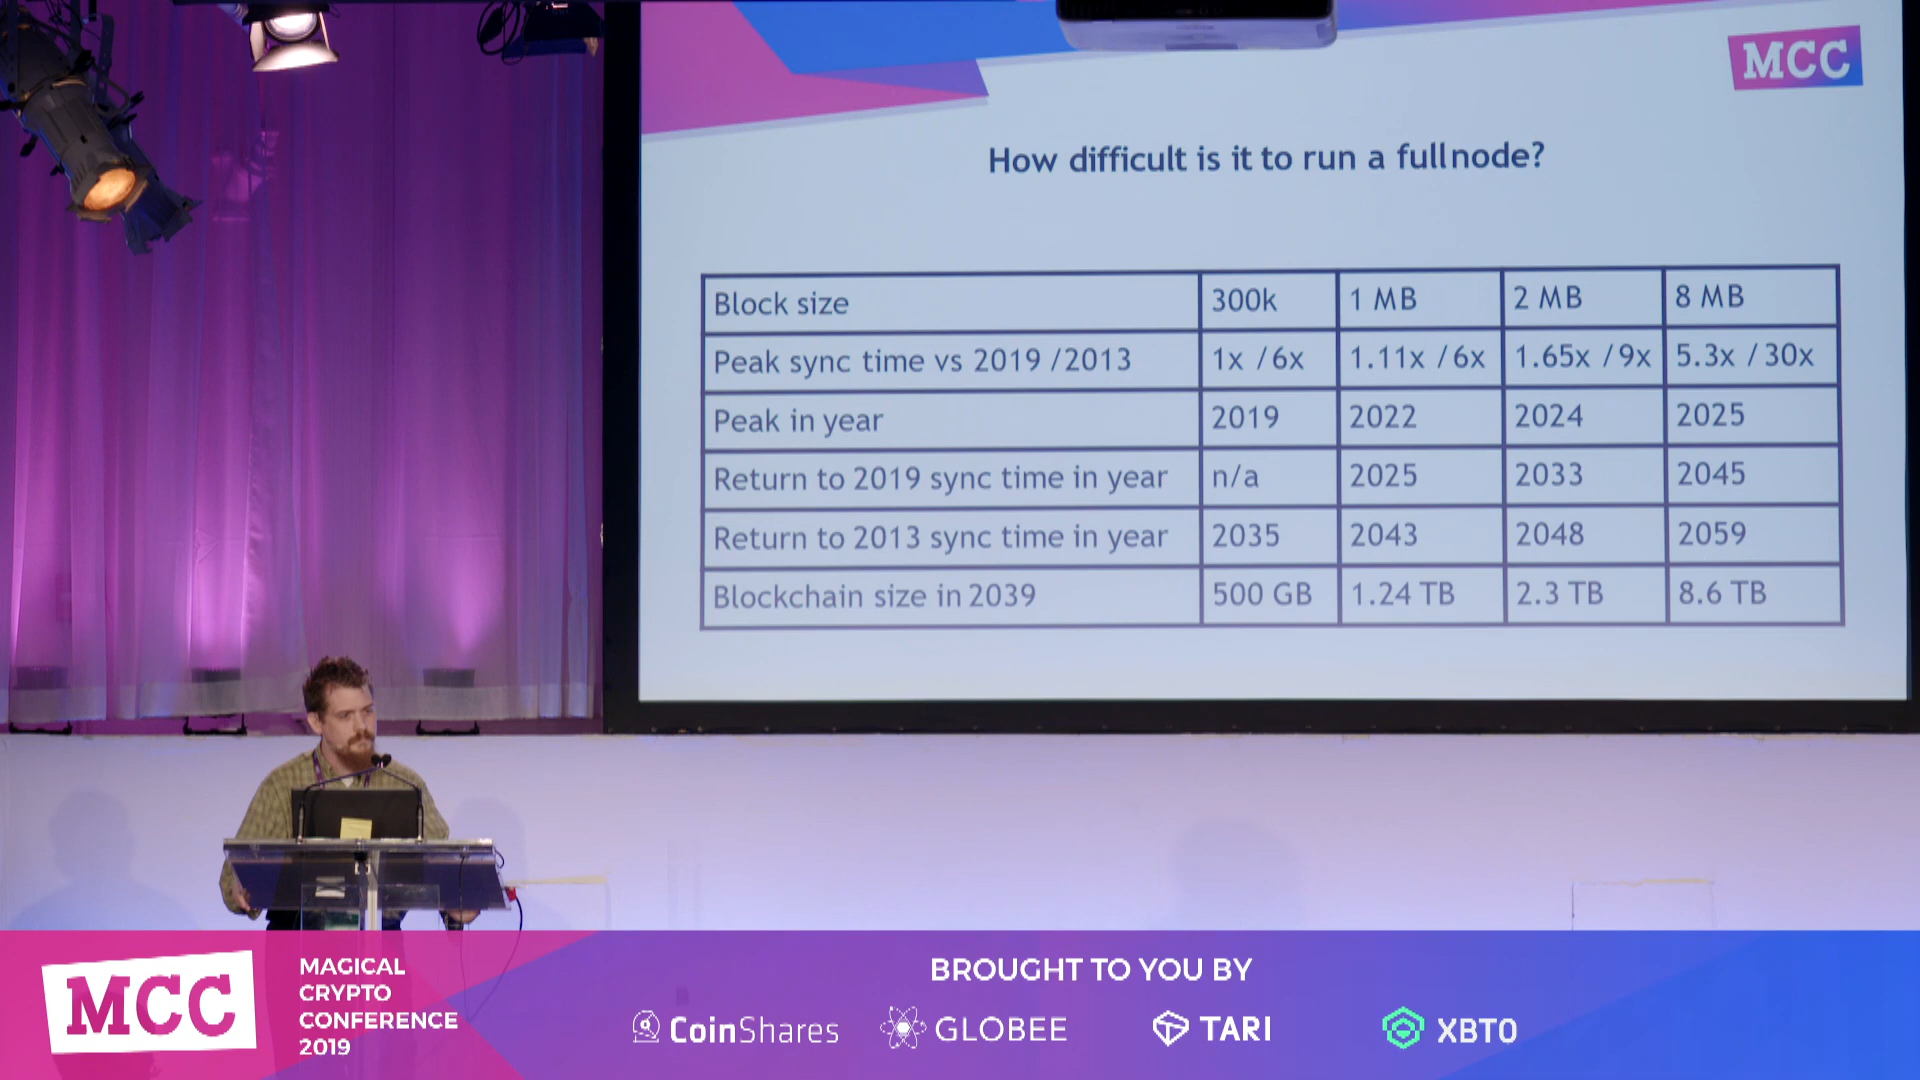 MCC
How difficult is it to run a fullnode?
Block size 300k 1 MB 2 MB 8 MB
Peak sync time vs 2019 /2013 1x /6x 1.11x /6x 1.65x /9x 5.3x /30x
Peak in year 2019 2022 2024 2025
Return to 2019 sync time in year n/a 2025 2033 2045
Return to 2013 sync time in year 2035 2043 2048 2059
Blockchain size in 2039 500 GB 1.24 TB 2.3 TB 8.6 TB
MCC
MAGICAL
CRYPTO
CONFERENCE
2019
BROUGHT TO YOU BY
CoinShares GLOBEE TARI XBTO